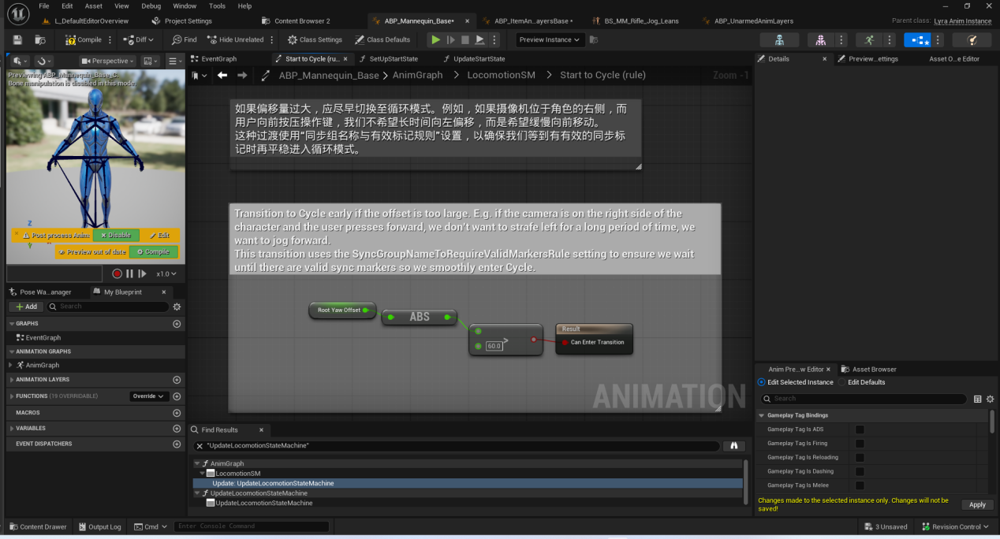 File Edit Asset View Debug Window Tools Help
L_DefaultEditorOverview Project Settings Content Browser 2 ABP_Mannequin_Base* ABP_ItemAn...ayersBase* BS_MM_Rifle_Jog_Leans ABP_UnarmedAnimLayers
Parent class: Lyra Anim Instance
Compile Diff Find Hide Unrelated Class Settings Class Defaults Preview Instance
Perspective
Previewing ABP_Mannequin_Base_C.
Bone manipulation is disabled in this mode.
Z
Y
Post process Anim: Disable Edit
Preview out of date Compile
x1.0
Pose Wa...anager My Blueprint
Add Search
GRAPHS
EventGraph
ANIMATION GRAPHS
AnimGraph
ANIMATION LAYERS
FUNCTIONS (19 OVERRIDABLE) Override
MACROS
VARIABLES
EVENT DISPATCHERS
EventGraph Start to Cycle (ru... SetUpStartState UpdateStartState
ABP_Mannequin_Base > AnimGraph > LocomotionSM > Start to Cycle (rule) Zoom -1
如果偏移量过大，应尽早切换至循环模式。例如，如果摄像机位于角色的右侧，而
用户向前按压操作键，我们不希望长时间向左偏移，而是希望缓慢向前移动。
这种过渡使用“同步组名称与有效标记规则”设置，以确保我们等到有有效的同步标
记时再平稳进入循环模式。
Transition to Cycle early if the offset is too large. E.g. if the camera is on the right side of the
character and the user presses forward, we don't want to strafe left for a long period of time, we
want to jog forward.
This transition uses the SyncGroupNameToRequireValidMarkersRule setting to ensure we wait
until there are valid sync markers so we smoothly enter Cycle.
Root Yaw Offset
ABS
>
60.0
Result
Can Enter Transition
ANIMATION
Find Results
"UpdateLocomotionStateMachine"
AnimGraph
LocomotionSM
Update: UpdateLocomotionStateMachine
UpdateLocomotionStateMachine
UpdateLocomotionStateMachine
Details Preview...ettings Asset O...e Editor
Anim Pre...w Editor Asset Browser
Edit Selected Instance Edit Defaults
Search
Gameplay Tag Bindings
Gameplay Tag Is ADS
Gameplay Tag Is Firing
Gameplay Tag Is Reloading
Gameplay Tag Is Dashing
Gameplay Tag Is Melee
Changes made to the selected instance only. Changes will not be
saved!
Apply
Content Drawer Output Log Cmd Enter Console Command 3 Unsaved Revision Control